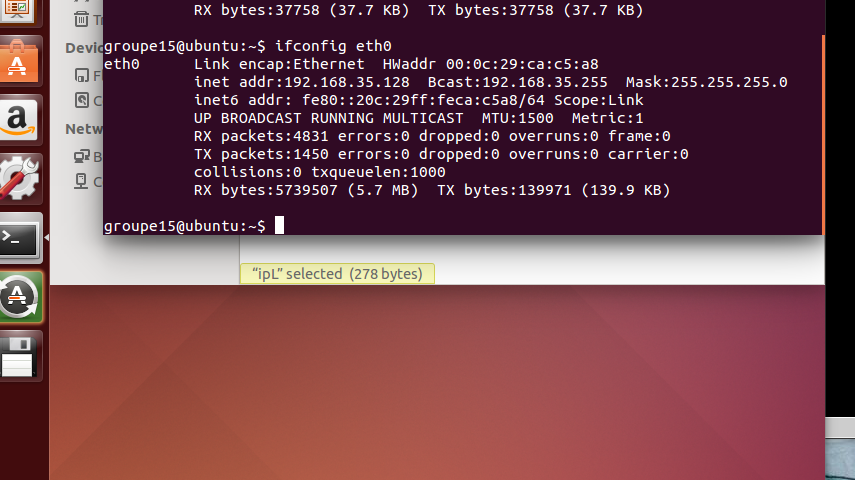 RX bytes:37758 (37.7 KB)  TX bytes:37758 (37.7 KB)
groupe15@ubuntu:~$ ifconfig eth0
eth0      Link encap:Ethernet  HWaddr 00:0c:29:ca:c5:a8
inet addr:192.168.35.128  Bcast:192.168.35.255  Mask:255.255.255.0
inet6 addr: fe80::20c:29ff:feca:c5a8/64 Scope:Link
UP BROADCAST RUNNING MULTICAST  MTU:1500  Metric:1
RX packets:4831 errors:0 dropped:0 overruns:0 frame:0
TX packets:1450 errors:0 dropped:0 overruns:0 carrier:0
collisions:0 txqueuelen:1000
RX bytes:5739507 (5.7 MB)  TX bytes:139971 (139.9 KB)
groupe15@ubuntu:~$
Devic
Netw
“ipL” selected (278 bytes)